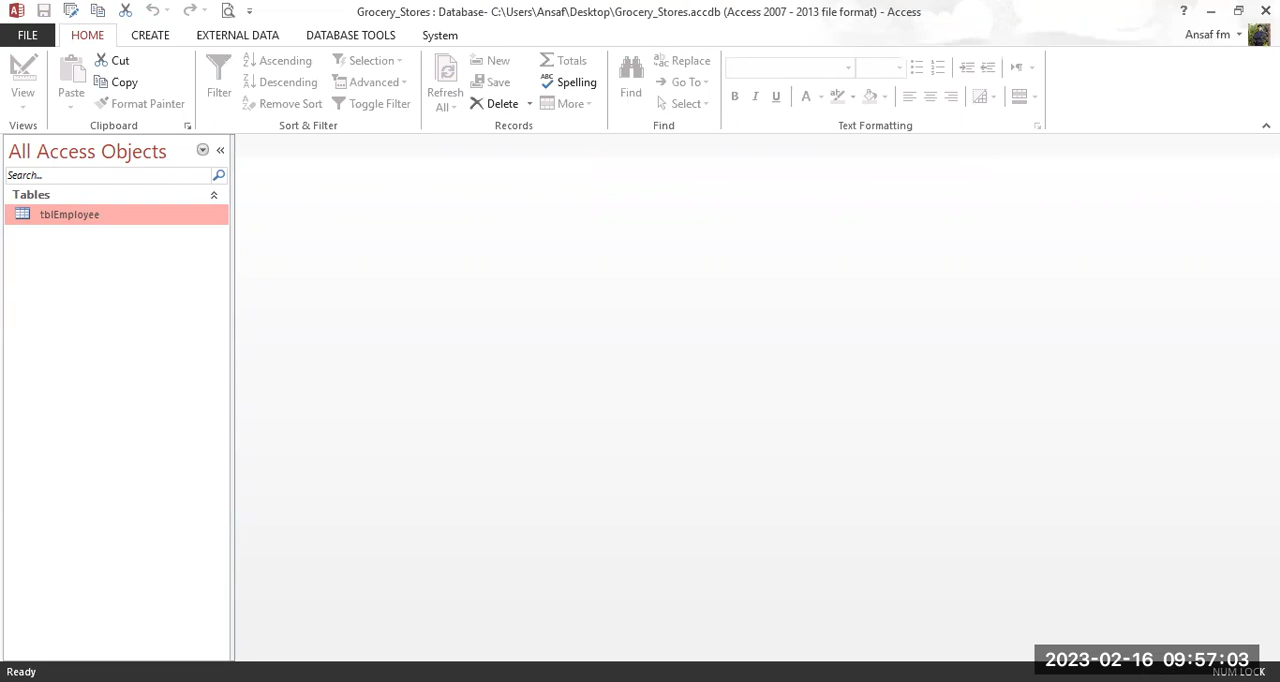 Grocery_Stores : Database- C:\Users\Ansaf\Desktop\Grocery_Stores.accdb (Access 2007 - 2013 file format) - Access
?
FILE HOME CREATE EXTERNAL DATA DATABASE TOOLS System Ansaf fm
View
Views
Paste
Cut
Copy
Format Painter
Clipboard
Filter
Ascending
Descending
Remove Sort
Selection
Advanced
Toggle Filter
Sort & Filter
Refresh
All
New
Save
Delete
Totals
Spelling
More
Records
Find
Replace
Go To
Select
Find
B I U A
Text Formatting
All Access Objects
Search...
Tables
tblEmployee
2023-02-16 09:57:03
Ready
NUM LOCK